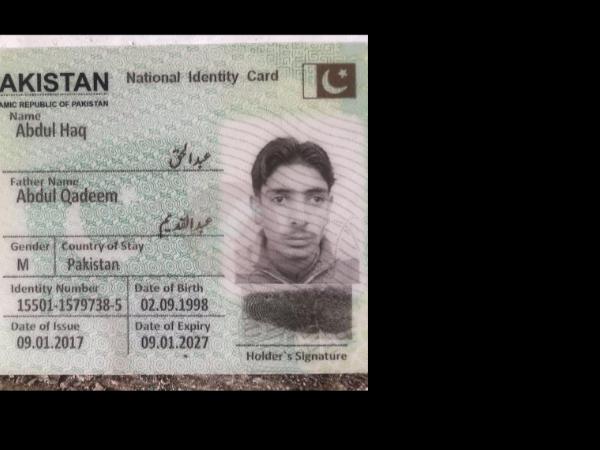 AKISTAN National Identity Card
AMIC REPUBLIC OF PAKISTAN
Name
Abdul Haq
عبدالحق
Father Name
Abdul Qadeem
عبدالقدیم
Gender Country of Stay
M Pakistan
Identity Number Date of Birth
15501-1579738-5 02.09.1998
Date of Issue Date of Expiry
09.01.2017 09.01.2027
Holder`s Signature